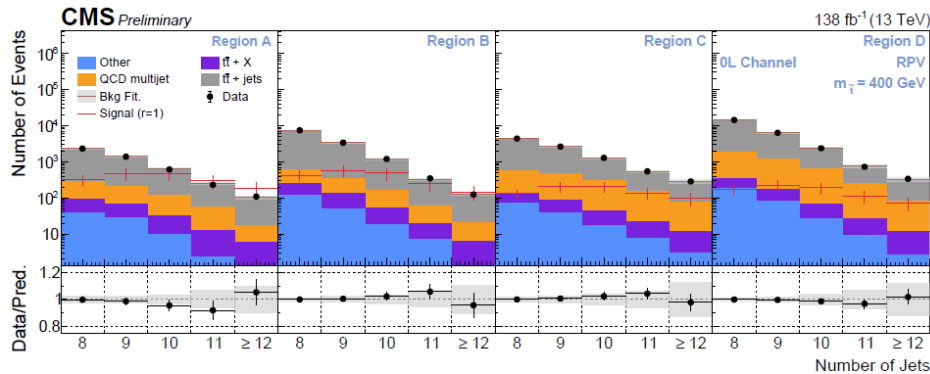 CMS Preliminary
138 fb⁻¹ (13 TeV)
Number of Events
10⁶
10⁵
10⁴
10³
10²
10
Region A
Other
tt̄ + X
QCD multijet
tt̄ + jets
Bkg Fit.
Data
Signal (r=1)
Region B
Region C
Region D
0L Channel
RPV
m_t̃ = 400 GeV
Data/Pred.
1.2
1
0.8
8 9 10 11 ≥ 12 8 9 10 11 ≥ 12 8 9 10 11 ≥ 12 8 9 10 11 ≥ 12
Number of Jets